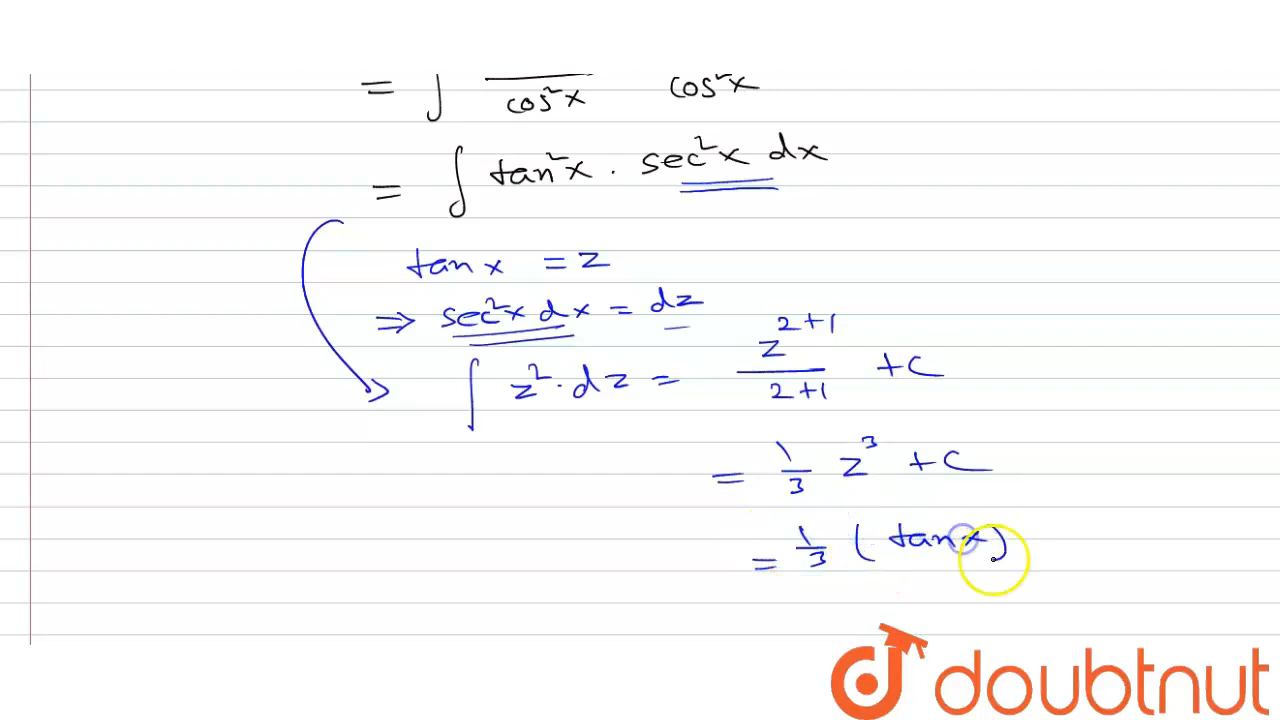 = ∫ ─── cos²x cos²x
= ∫ tan²x . sec²x dx
tan x = z
⇒ sec²x dx = dz
∫ z² . dz = z^(2+1) / 2+1 + C
= 1/3 z³ + C
= 1/3 ( tan x )
doubtnut